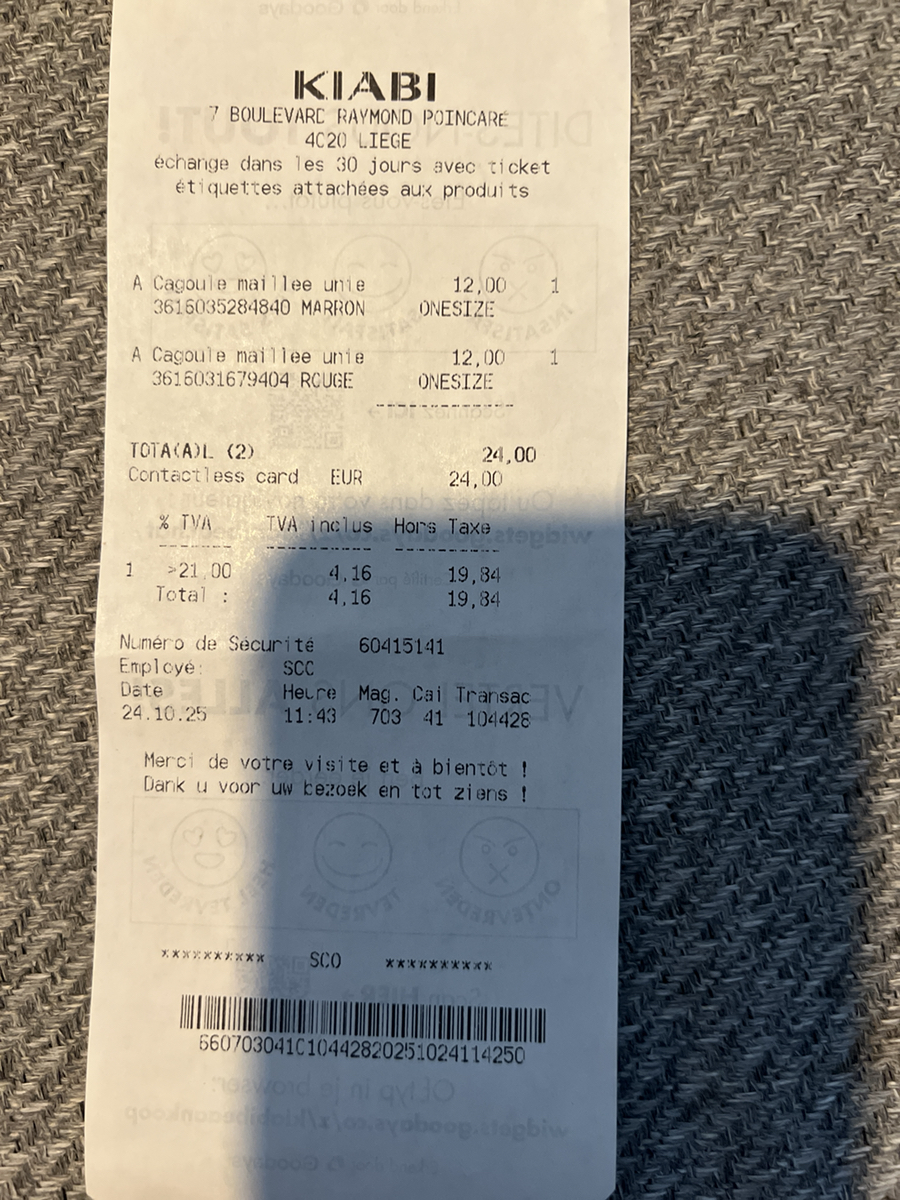 KIABI
7 BOULEVARD RAYMOND POINCARE
4020 LIEGE
échange dans les 30 jours avec ticket
étiquettes attachées aux produits
A Cagoule maillee unie 12,00 1
3616035284840 MARRON ONESIZE
A Cagoule maillee unie 12,00 1
3616031679404 ROUGE ONESIZE
---------------
TOTA(A)L (2) 24,00
Contactless card EUR 24,00
% TVA TVA inclus Hors Taxe
------- ---------- ----------
1 >21.00 4,16 19,84
Total : 4,16 19,84
Numéro de Sécurité 60415141
Employé: SCO
Date Heure Mag. Cai Transac
24.10.25 11:43 703 41 104428
Merci de votre visite et à bientôt !
Dank u voor uw bezoek en tot ziens !
********** SCO **********
660703041010442820251024114250